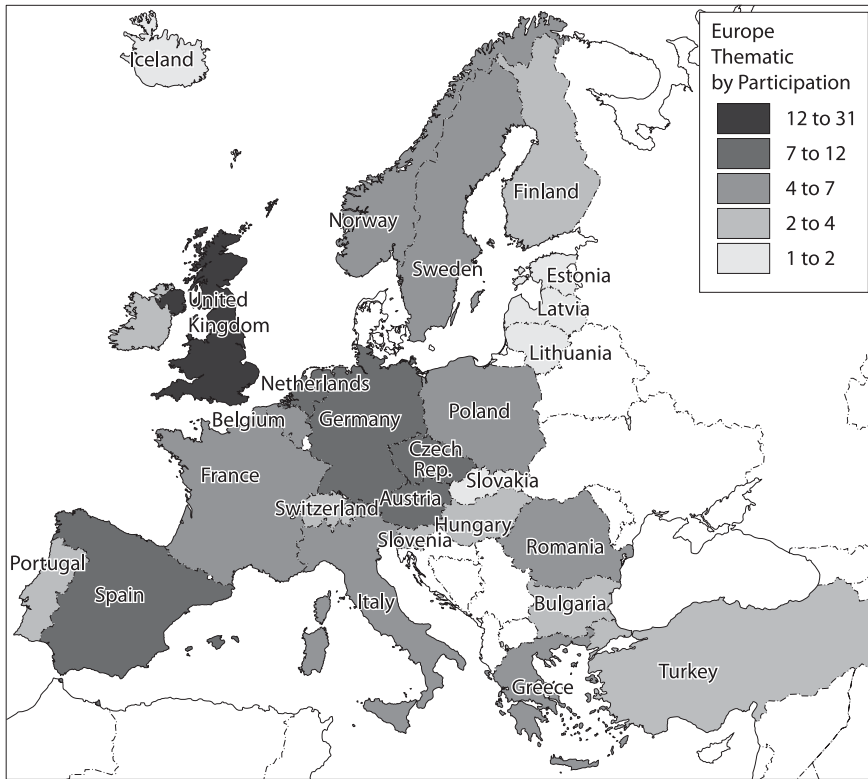 Europe
Thematic
by Participation
12 to 31
7 to 12
4 to 7
2 to 4
1 to 2
Iceland
Finland
Norway
Sweden
Estonia
Latvia
Lithuania
United
Kingdom
Netherlands
Belgium
Germany
Poland
Czech
Rep.
France
Slovakia
Switzerland
Austria
Hungary
Slovenia
Romania
Portugal
Spain
Italy
Bulgaria
Turkey
Greece